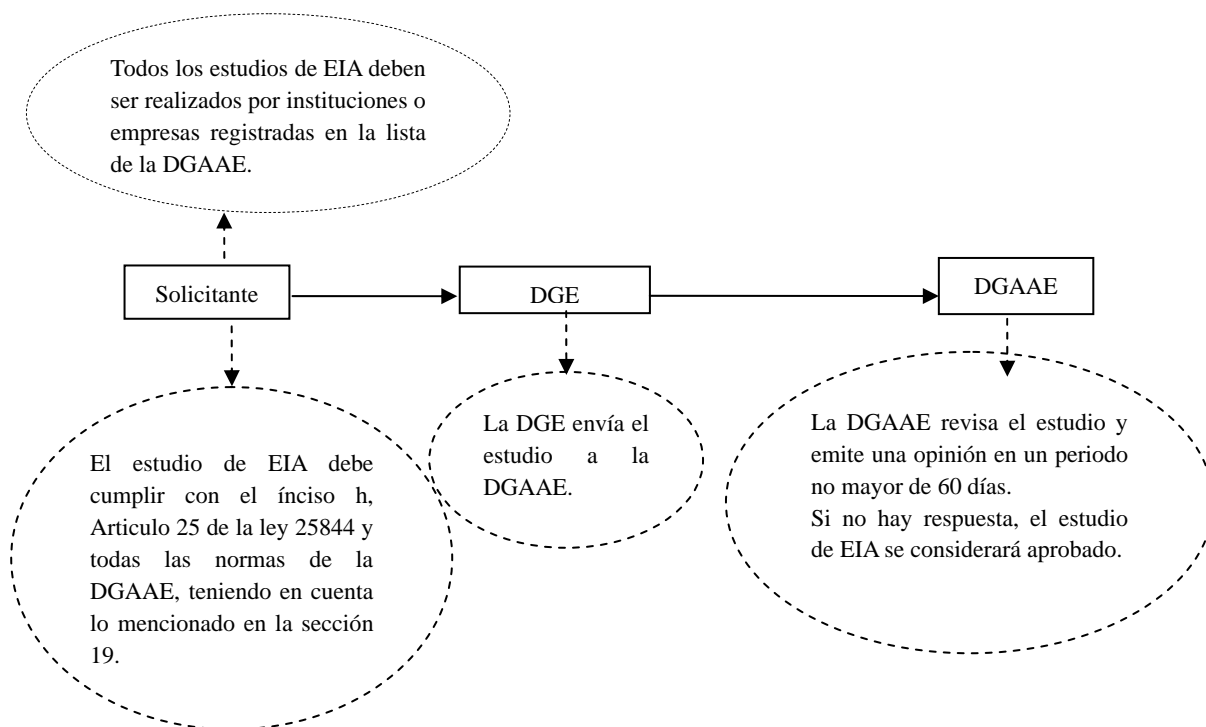 Todos los estudios de EIA deben
ser realizados por instituciones o
empresas registradas en la lista
de la DGAAE.
Solicitante
DGE
DGAAE
El estudio de EIA debe
cumplir con el ínciso h,
Articulo 25 de la ley 25844 y
todas las normas de la
DGAAE, teniendo en cuenta
lo mencionado en la sección
19.
La DGE envía el
estudio a la
DGAAE.
La DGAAE revisa el estudio y
emite una opinión en un periodo
no mayor de 60 días.
Si no hay respuesta, el estudio
de EIA se considerará aprobado.